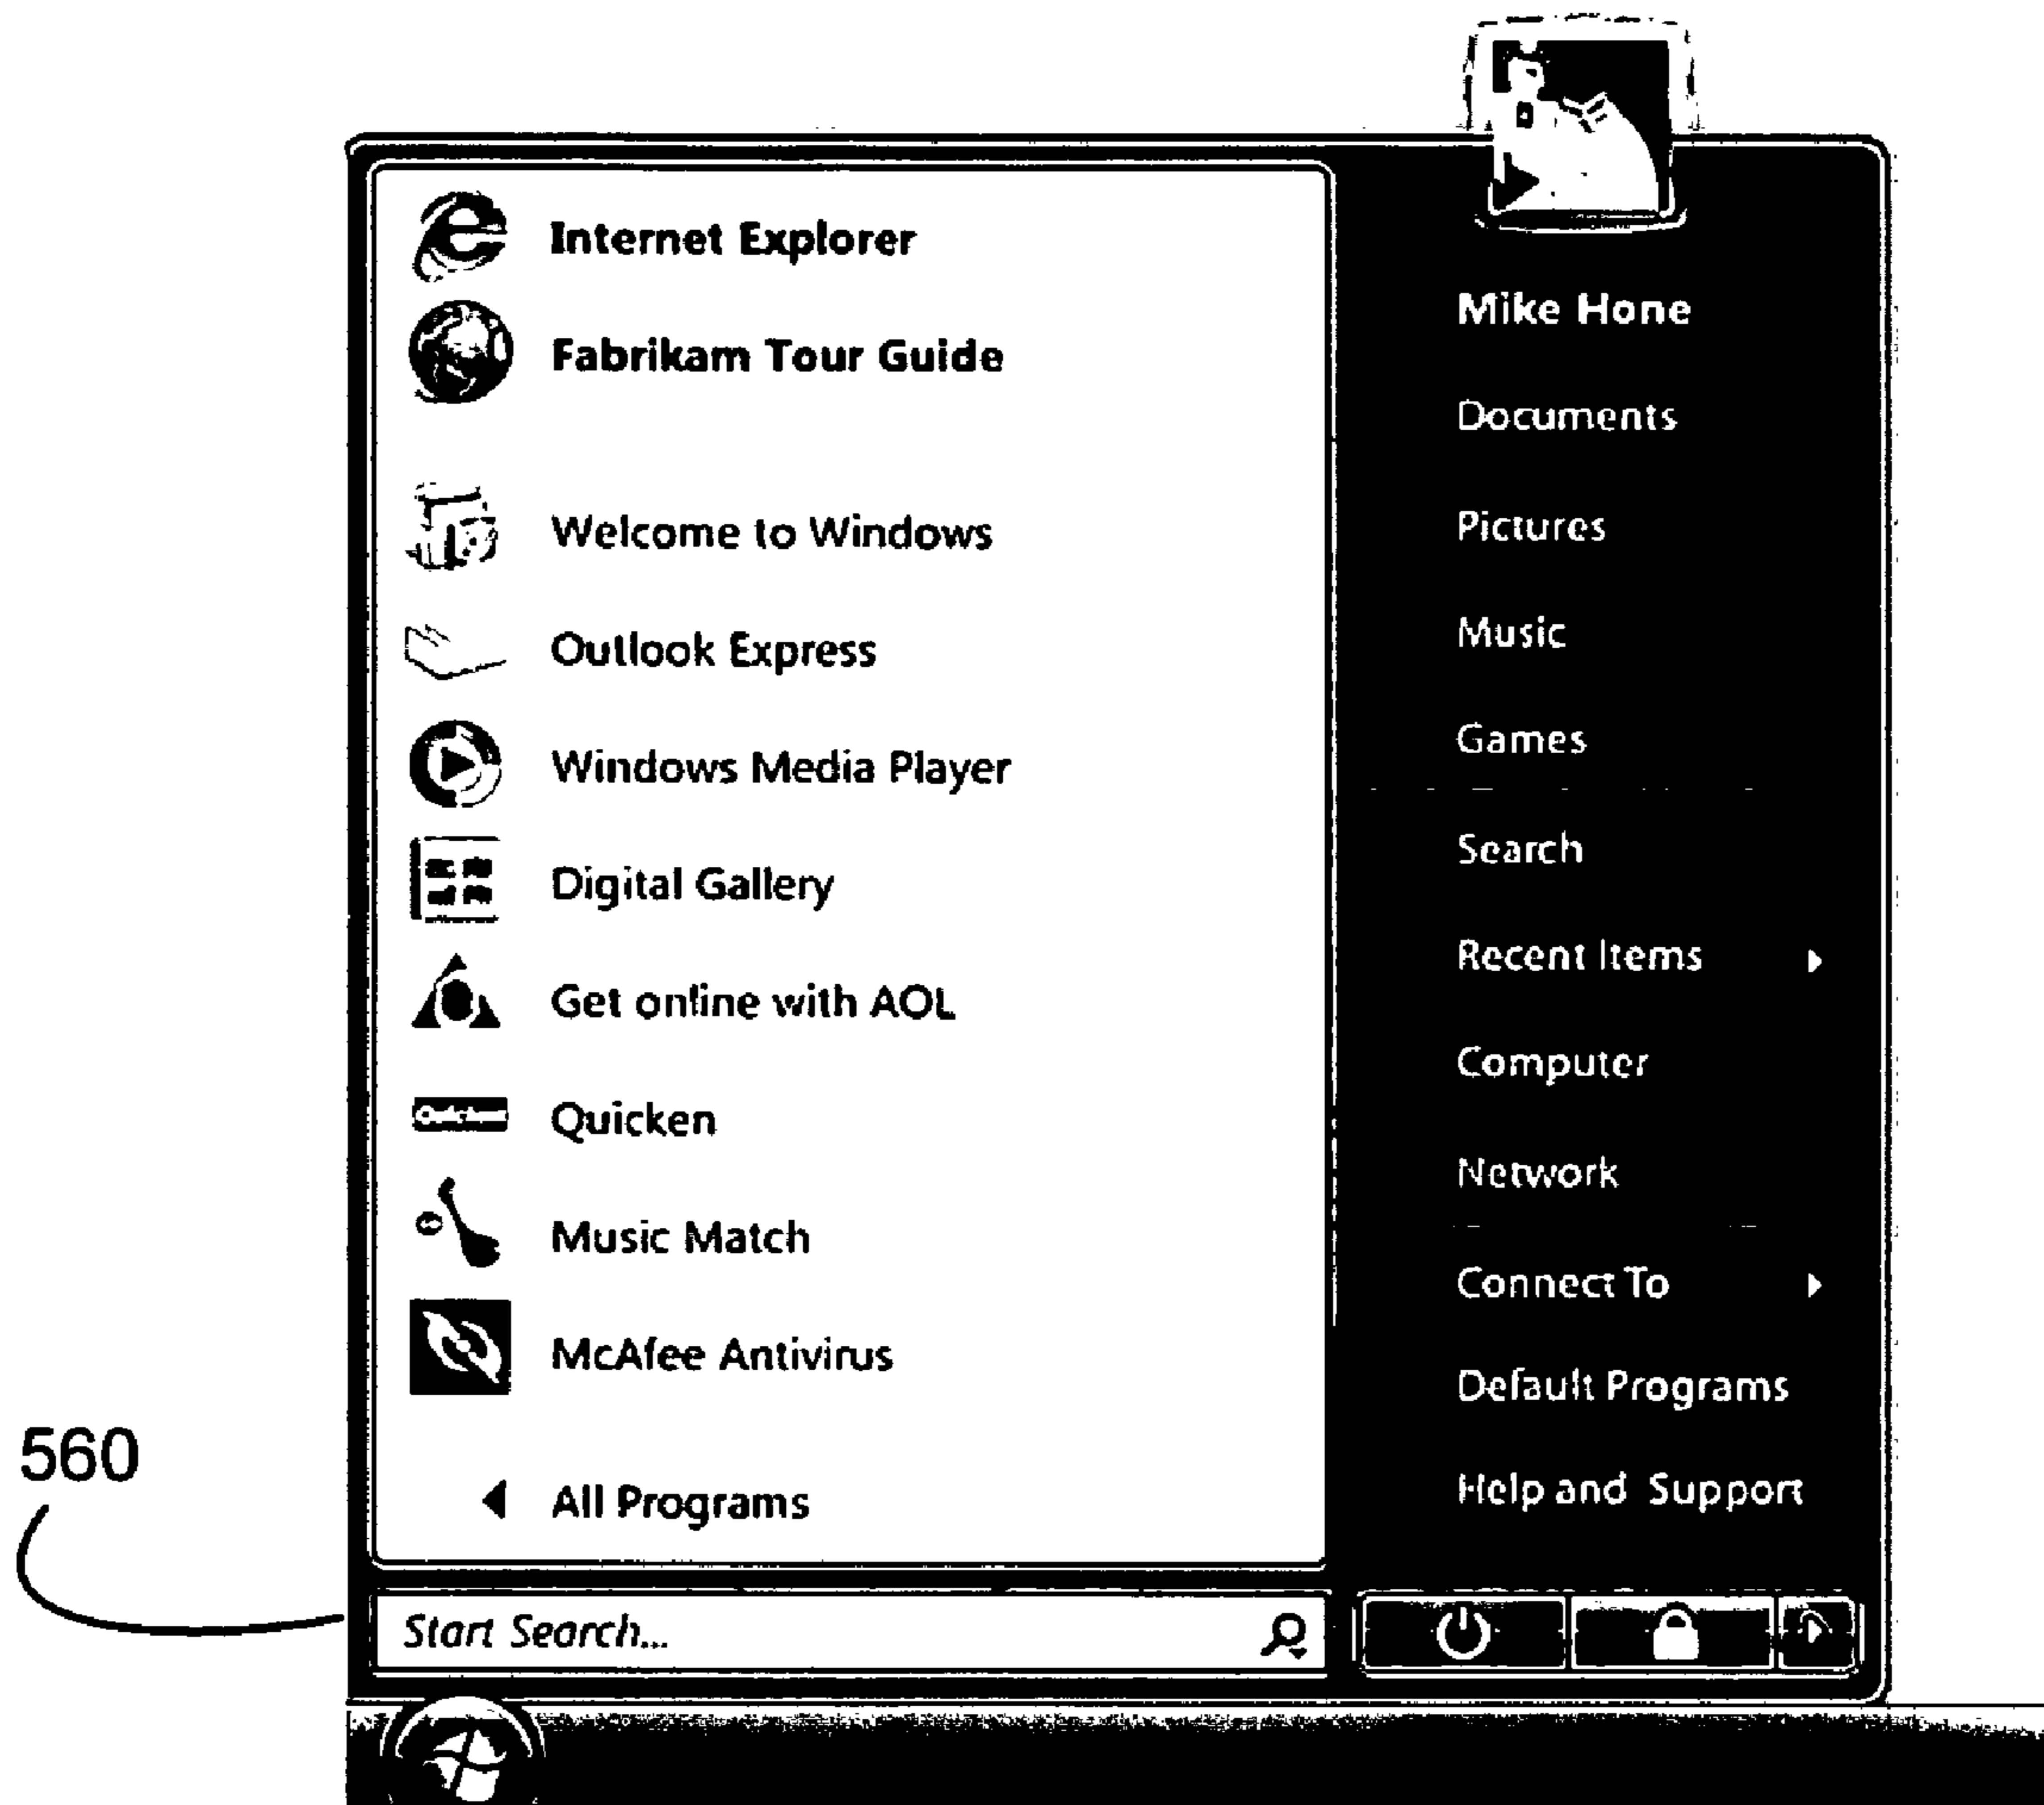 Internet Explorer
Fabrikam Tour Guide
Welcome to Windows
Outlook Express
Windows Media Player
Digital Gallery
Get online with AOL
Quicken
Music Match
McAfee Antivirus
All Programs
Start Search...
Mike Hone
Documents
Pictures
Music
Games
Search
Recent Items
Computer
Network
Connect To
Default Programs
Help and Support
560